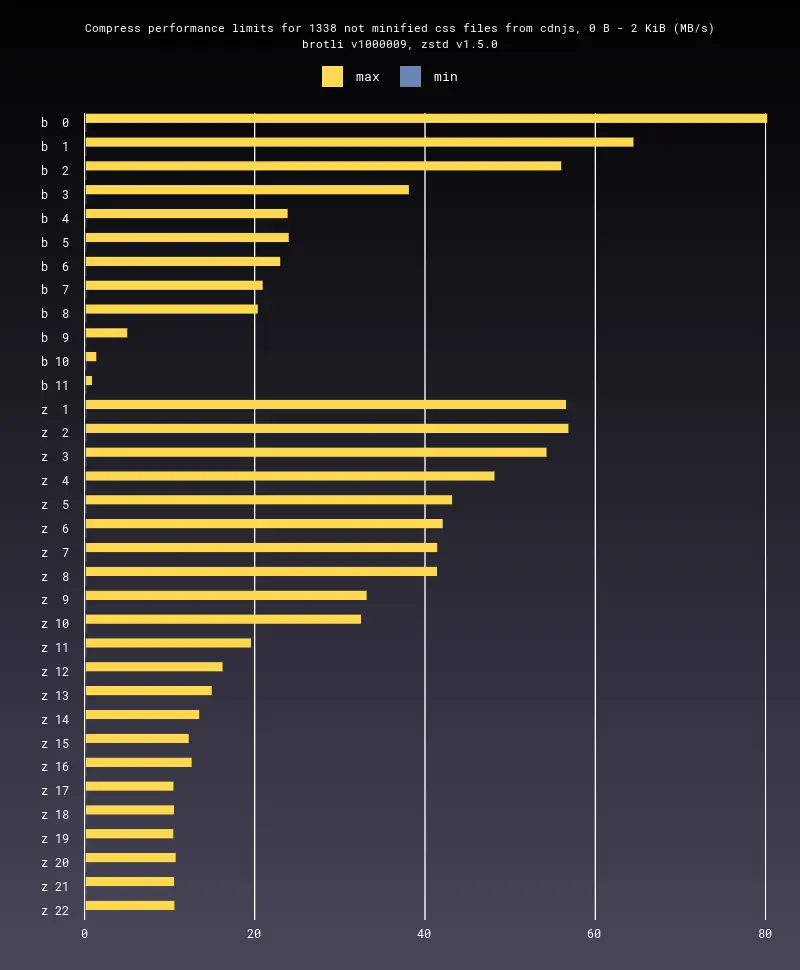 Compress performance limits for 1338 not minified css files from cdnjs, 0 B - 2 KiB (MB/s)
brotli v1000009, zstd v1.5.0
max min
b 0
b 1
b 2
b 3
b 4
b 5
b 6
b 7
b 8
b 9
b 10
b 11
z 1
z 2
z 3
z 4
z 5
z 6
z 7
z 8
z 9
z 10
z 11
z 12
z 13
z 14
z 15
z 16
z 17
z 18
z 19
z 20
z 21
z 22
0 20 40 60 80